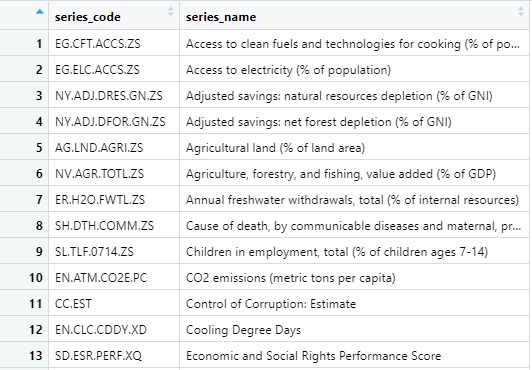 series_code series_name
1 EG.CFT.ACCS.ZS Access to clean fuels and technologies for cooking (% of po...
2 EG.ELC.ACCS.ZS Access to electricity (% of population)
3 NY.ADJ.DRES.GN.ZS Adjusted savings: natural resources depletion (% of GNI)
4 NY.ADJ.DFOR.GN.ZS Adjusted savings: net forest depletion (% of GNI)
5 AG.LND.AGRI.ZS Agricultural land (% of land area)
6 NV.AGR.TOTL.ZS Agriculture, forestry, and fishing, value added (% of GDP)
7 ER.H2O.FWTL.ZS Annual freshwater withdrawals, total (% of internal resources)
8 SH.DTH.COMM.ZS Cause of death, by communicable diseases and maternal, pr...
9 SL.TLF.0714.ZS Children in employment, total (% of children ages 7-14)
10 EN.ATM.CO2E.PC CO2 emissions (metric tons per capita)
11 CC.EST Control of Corruption: Estimate
12 EN.CLC.CDDY.XD Cooling Degree Days
13 SD.ESR.PERF.XQ Economic and Social Rights Performance Score